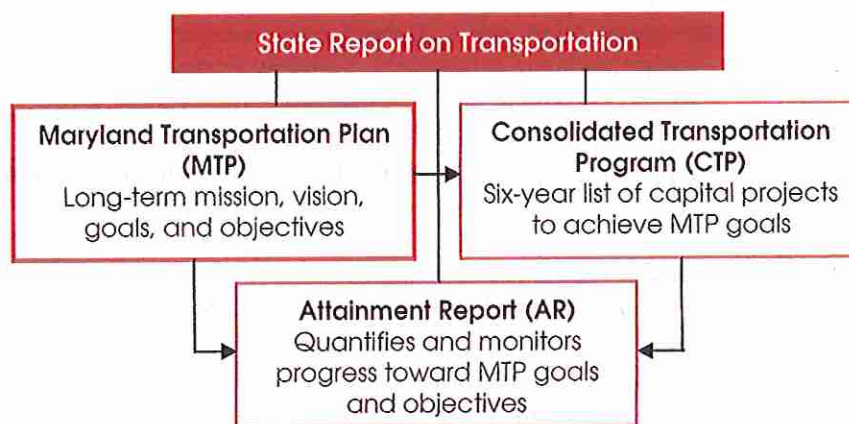 State Report on Transportation
Maryland Transportation Plan
(MTP)
Long-term mission, vision,
goals, and objectives
Consolidated Transportation
Program (CTP)
Six-year list of capital projects
to achieve MTP goals
Attainment Report (AR)
Quantifies and monitors
progress toward MTP goals
and objectives